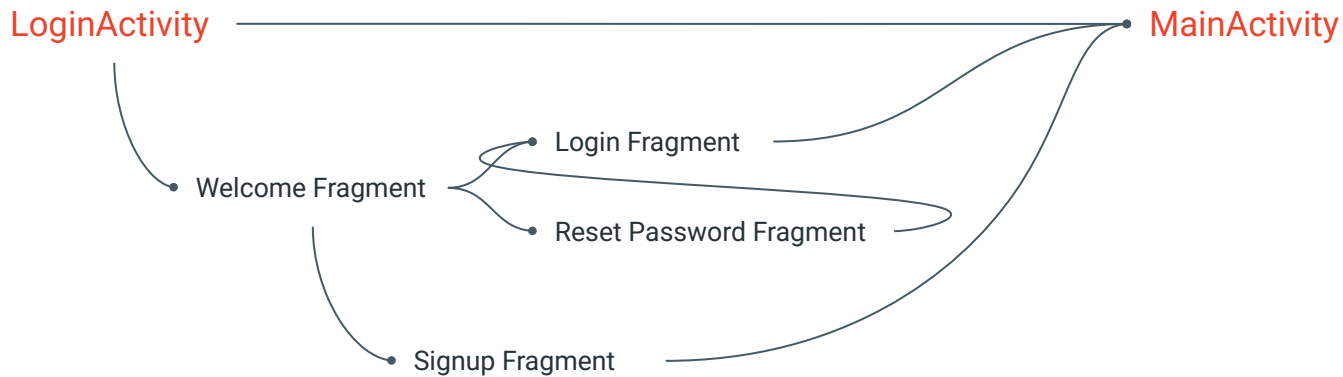 LoginActivity
MainActivity
Login Fragment
Welcome Fragment
Reset Password Fragment
Signup Fragment